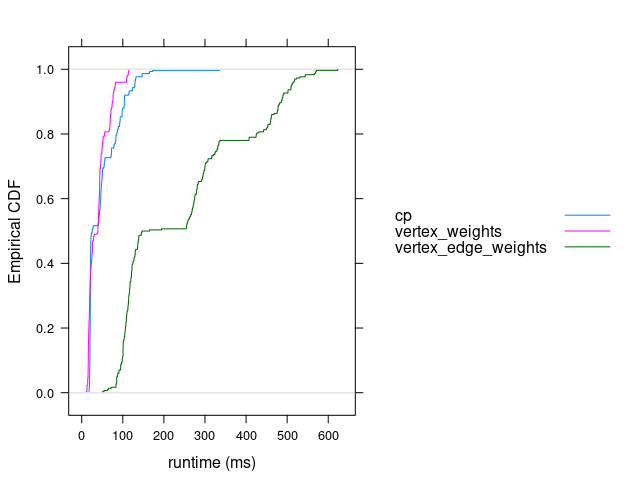 1.0
0.8
0.6
0.4
0.2
0.0
Empirical CDF
0 100 200 300 400 500 600
runtime (ms)
cp
vertex_weights
vertex_edge_weights